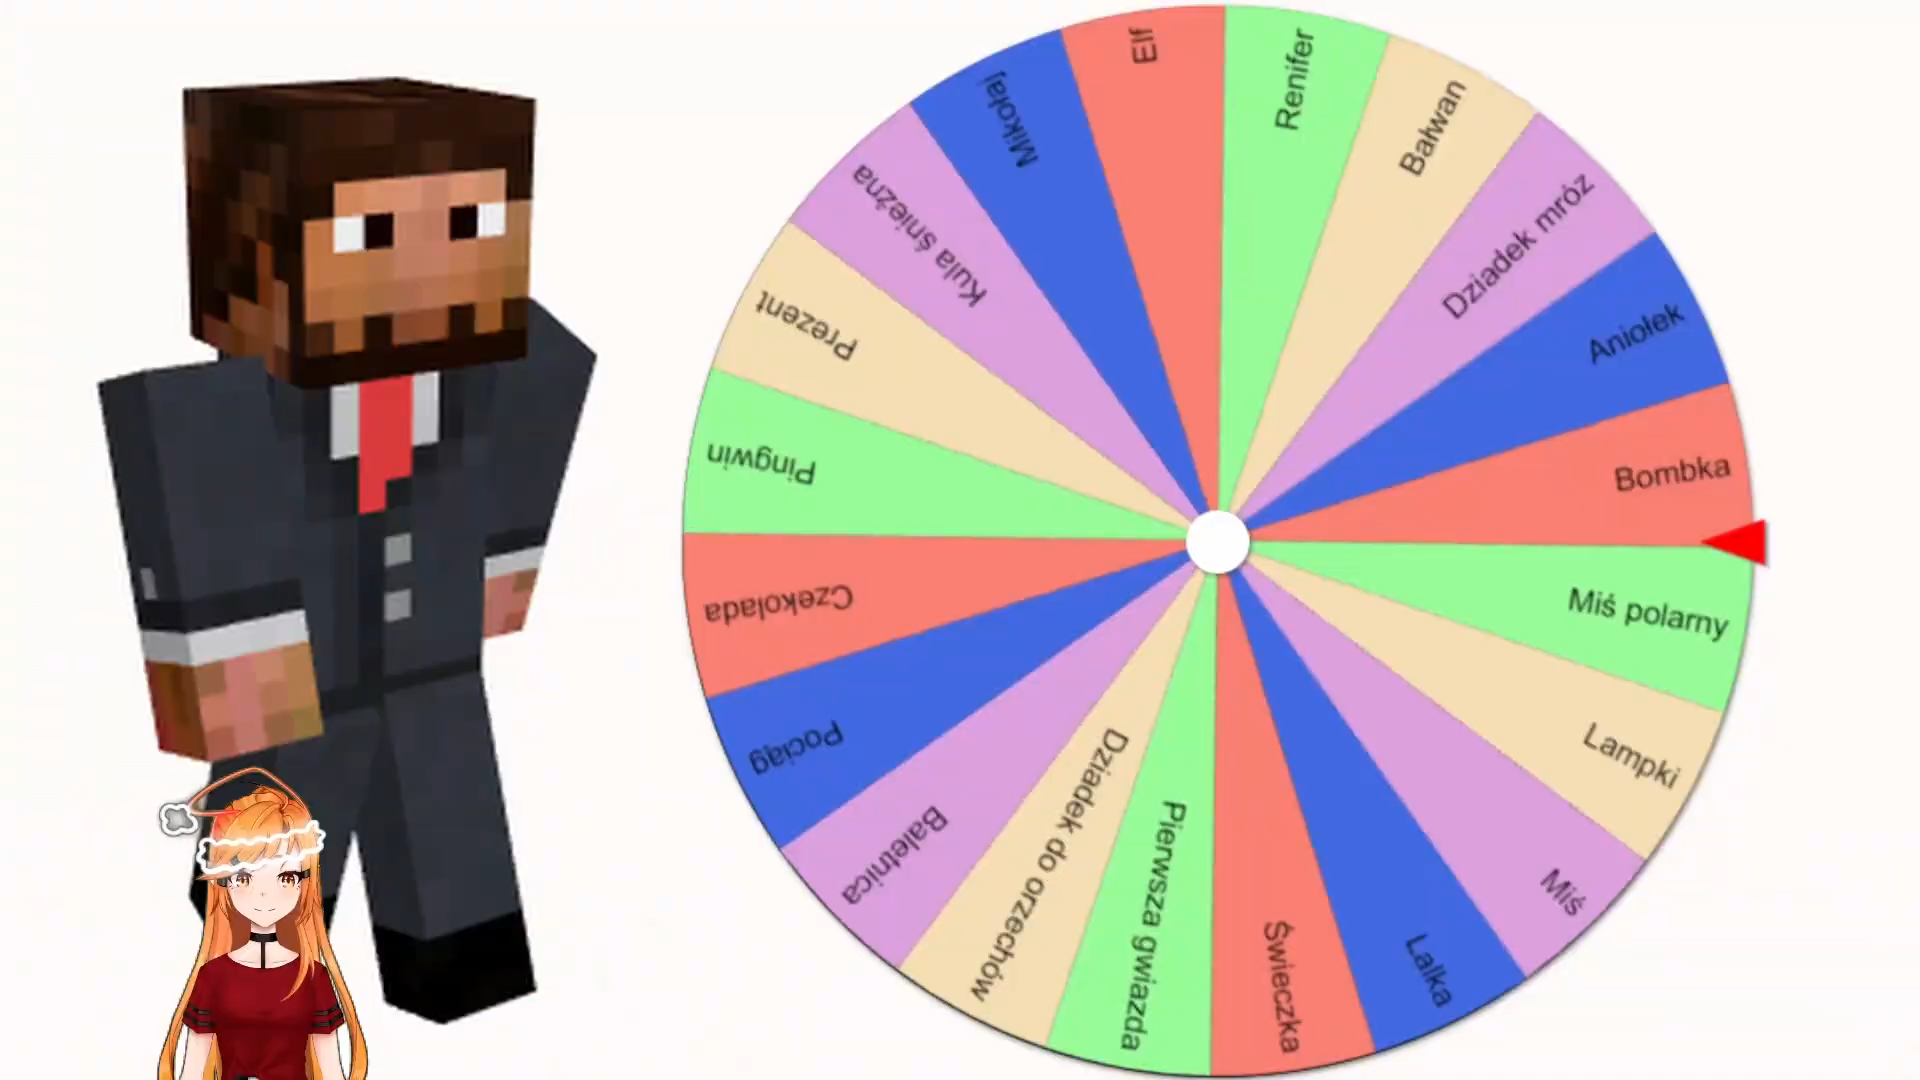 Elf
Renifer
Bałwan
Dziadek mróz
Aniołek
Bombka
Miś polarny
Lampki
Miś
Lalka
Świeczka
Pierwsza gwiazda
Dziadek do orzechów
Baletnica
Pociąg
Czekolada
Pingwin
Prezent
Kula śnieżna
Mikołaj